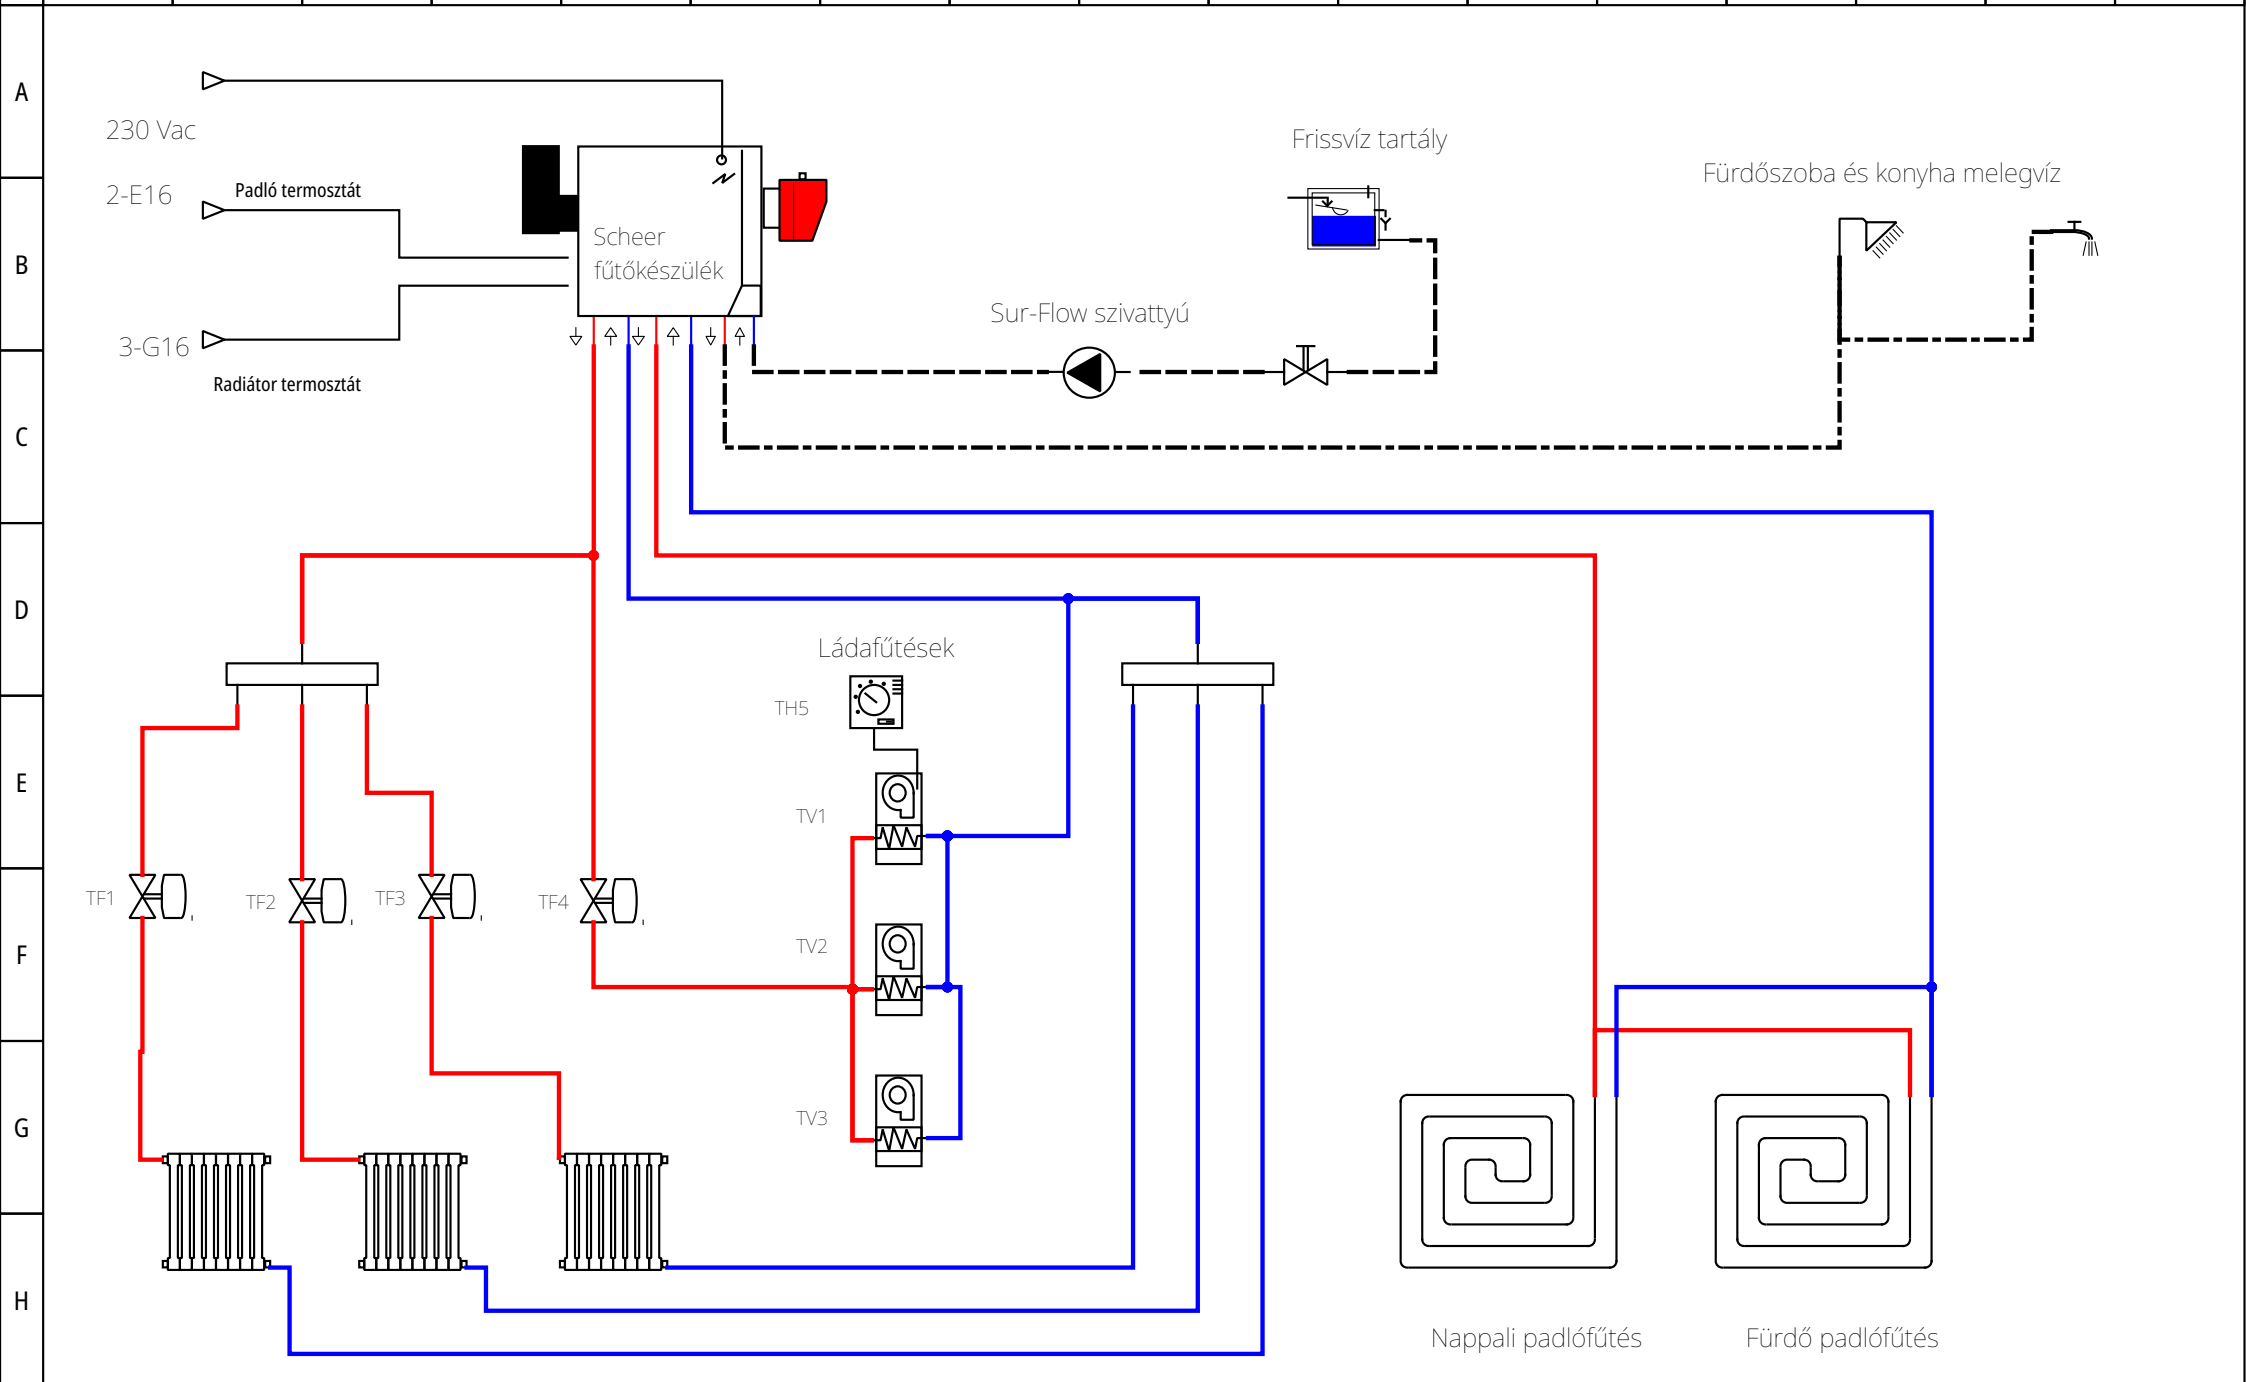 A
B
C
D
E
F
G
H
230 Vac
2-E16
Padló termosztát
3-G16
Radiátor termosztát
Scheer
fűtőkészülék
Frissvíz tartály
Fürdőszoba és konyha melegvíz
Sur-Flow szivattyú
Ládafűtések
TH5
TV1
TF1
TF2
TF3
TF4
TV2
TV3
Nappali padlófűtés
Fürdő padlófűtés